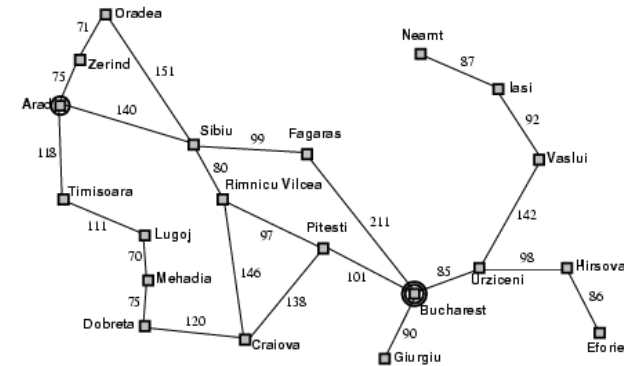 Oradea
71
Neamt
Zerind
87
75
151
Iasi
Arad
140
92
Sibiu
99
Fagaras
118
80
Vaslui
Rimnicu Vilcea
Timisoara
111
97
211
142
Lugoj
Pitesti
70
98
Hirsova
146
101
85
Urziceni
Mehadia
75
138
86
Bucharest
Dobreta
120
90
Craiova
Giurgiu
Eforie